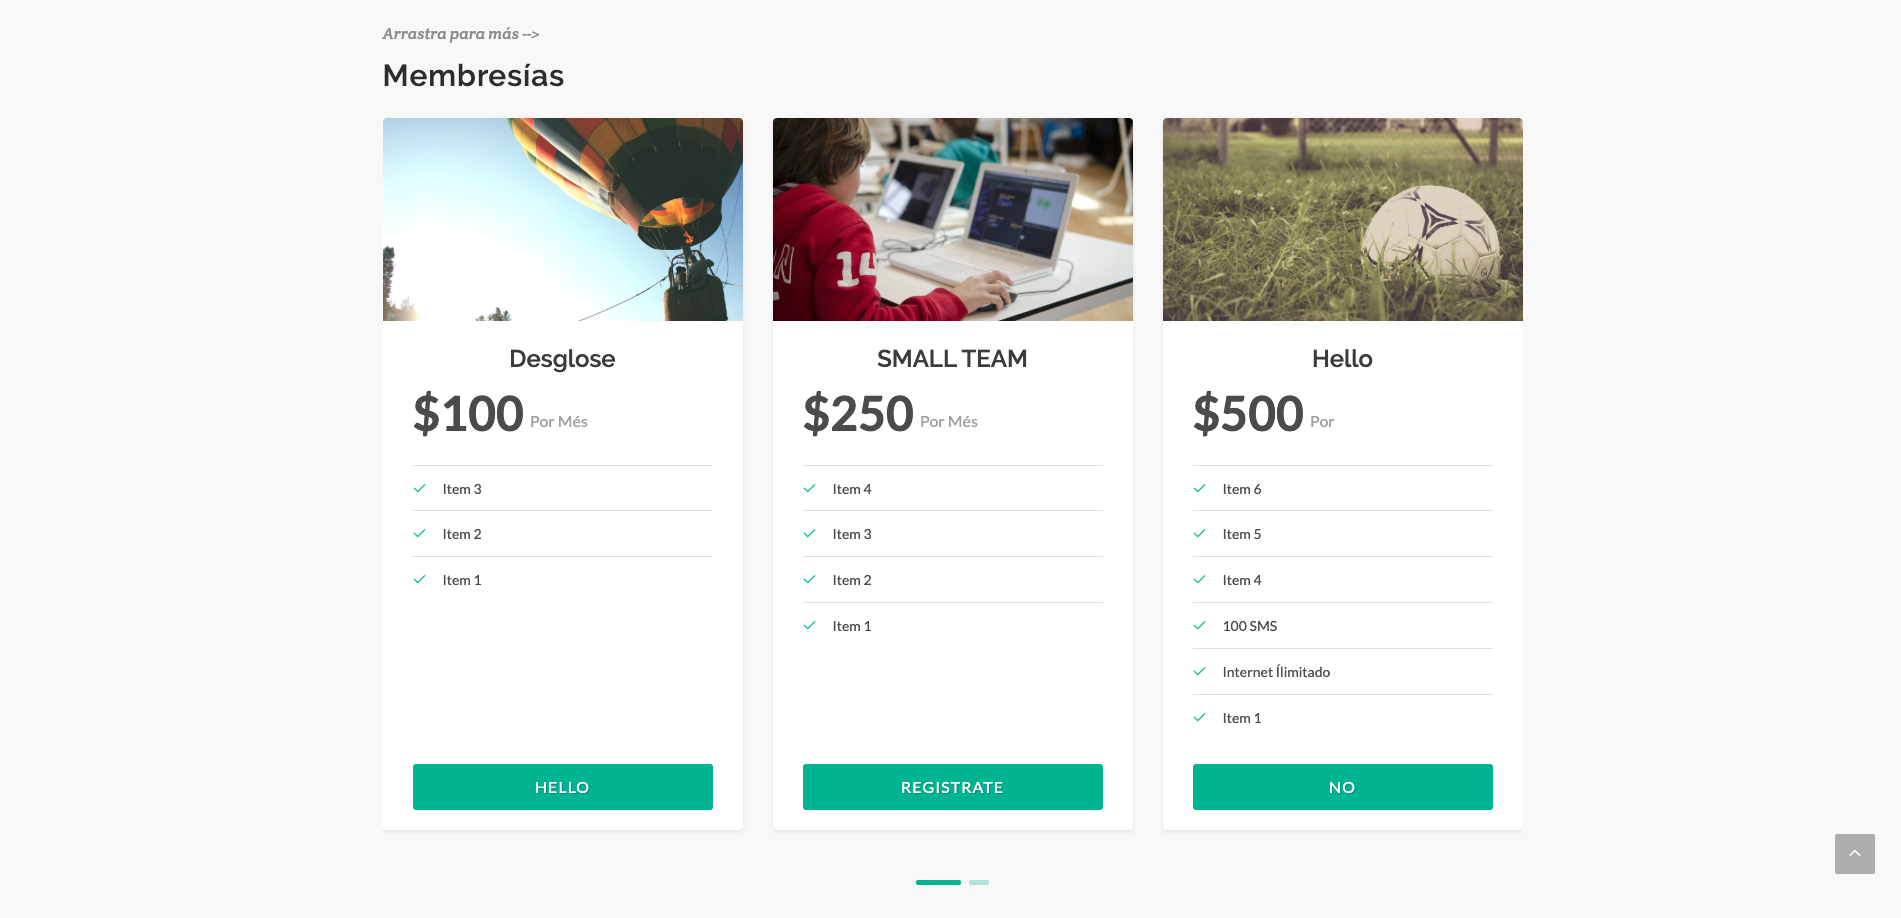 Arrastra para más -->
Membresías
14
Desglose
$100 Por Més
Item 3
Item 2
Item 1
HELLO
SMALL TEAM
$250 Por Més
Item 4
Item 3
Item 2
Item 1
REGISTRATE
Hello
$500 Por
Item 6
Item 5
Item 4
100 SMS
Internet Ílimitado
Item 1
NO